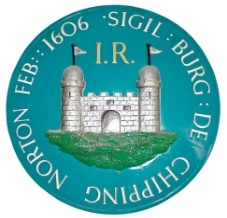 ·SIGIL : BURG : DE : CHIPPING NORTON FEB:: 1606
I.R.